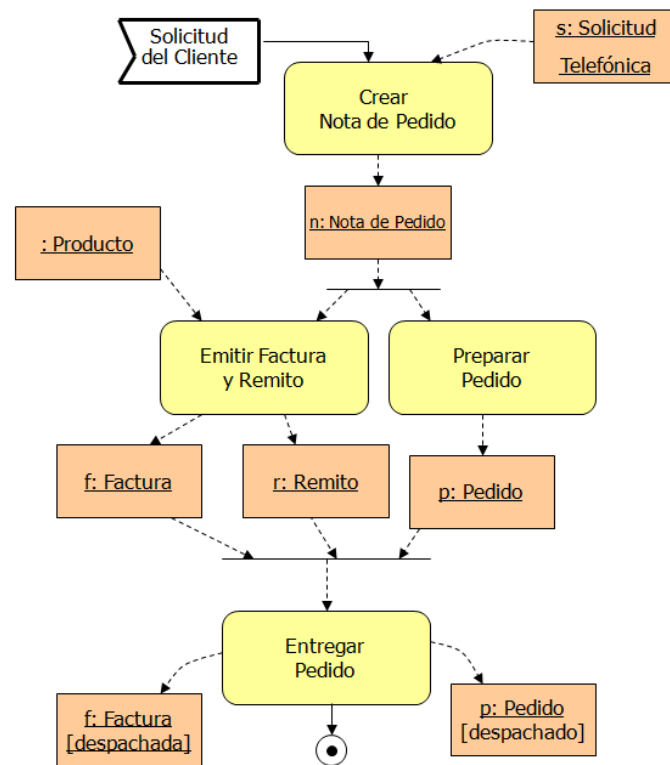 Solicitud
del Cliente
s: Solicitud
Telefónica
Crear
Nota de Pedido
n: Nota de Pedido
: Producto
Emitir Factura
y Remito
Preparar
Pedido
f: Factura
r: Remito
p: Pedido
Entregar
Pedido
f: Factura
[despachada]
p: Pedido
[despachado]